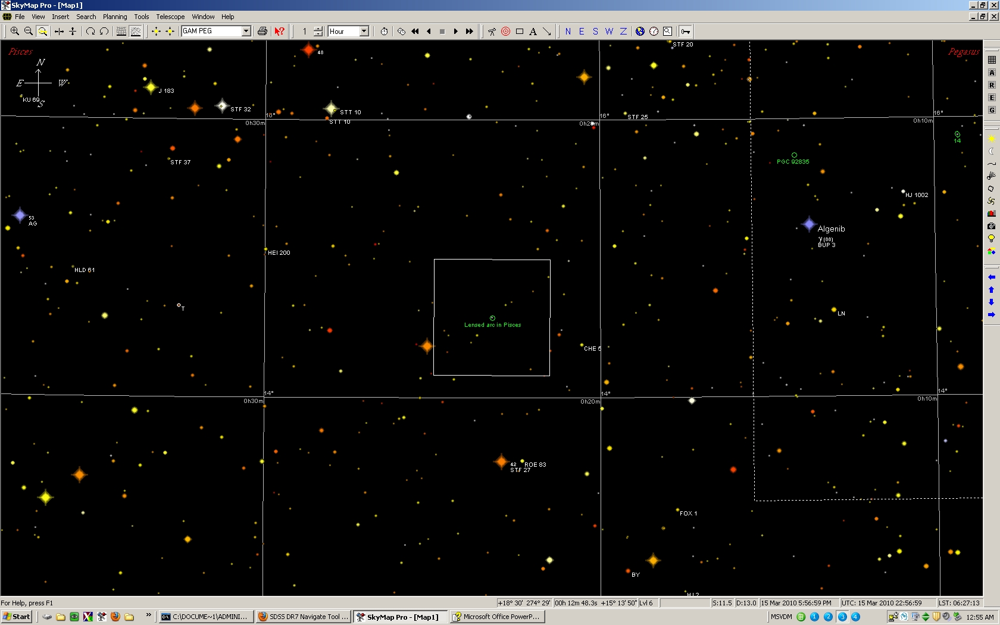 SkyMap Pro - [Map1]
File View Insert Search Planning Tools Telescope Window Help
GAM PEG 1 Hour A N E S W Z
Pisces
Pegasus
N
E W
S
KU 69
J 183
STF 32
48
STT 10
STT 10
STF 20
STF 25
16°
0h30m
16°
0h20m
16°
0h10m
14
PGC 92835
STF 37
HJ 1002
53
AG
Algenib
γ (88)
BUP 3
HEI 200
HLD 61
T
LN
Lensed arc in Pisces
CHE 5
14°
0h30m
14°
0h20m
14°
0h10m
42
STF 27
ROE 83
FOX 1
BY
HJ 2
A
R
E
G
For Help, press F1
+18° 30' 274° 29' 00h 12m 48.3s +15° 13' 50" Lvl 6 S:11.5 D:13.0 15 Mar 2010 5:56:59 PM UTC: 15 Mar 2010 22:56:59 LST: 06:27:13
Start » C:\DOCUME~1\ADMINI... SDSS DR7 Navigate Tool ... SkyMap Pro - [Map1] Microsoft Office PowerP... MSVDM 1 2 3 4 12:55 AM